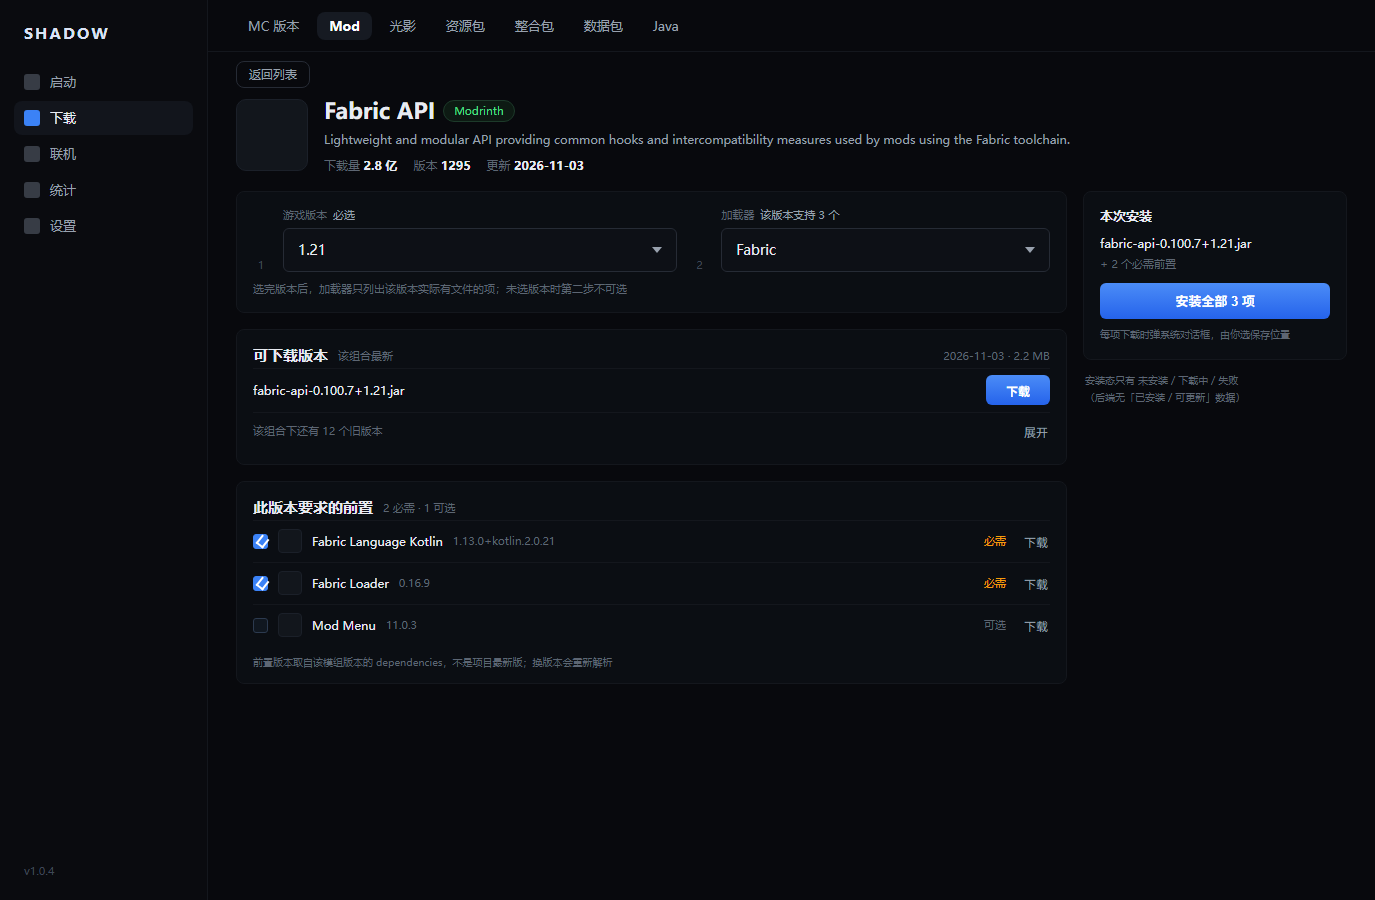 SHADOW
启动
下载
联机
统计
设置
v1.0.4
MC 版本 Mod 光影 资源包 整合包 数据包 Java
返回列表
Fabric API Modrinth
Lightweight and modular API providing common hooks and intercompatibility measures used by mods using the Fabric toolchain.
下载量 2.8 亿 版本 1295 更新 2026-11-03
游戏版本 必选
1 1.21
加载器 该版本支持 3 个
2 Fabric
选完版本后，加载器只列出该版本实际有文件的项；未选版本时第二步不可选
可下载版本 该组合最新 2026-11-03 · 2.2 MB
fabric-api-0.100.7+1.21.jar 下载
该组合下还有 12 个旧版本 展开
此版本要求的前置 2 必需 · 1 可选
Fabric Language Kotlin 1.13.0+kotlin.2.0.21 必需 下载
Fabric Loader 0.16.9 必需 下载
Mod Menu 11.0.3 可选 下载
前置版本取自该模组版本的 dependencies，不是项目最新版；换版本会重新解析
本次安装
fabric-api-0.100.7+1.21.jar
+ 2 个必需前置
安装全部 3 项
每项下载时弹系统对话框，由你选保存位置
安装态只有 未安装 / 下载中 / 失败
（后端无「已安装 / 可更新」数据）